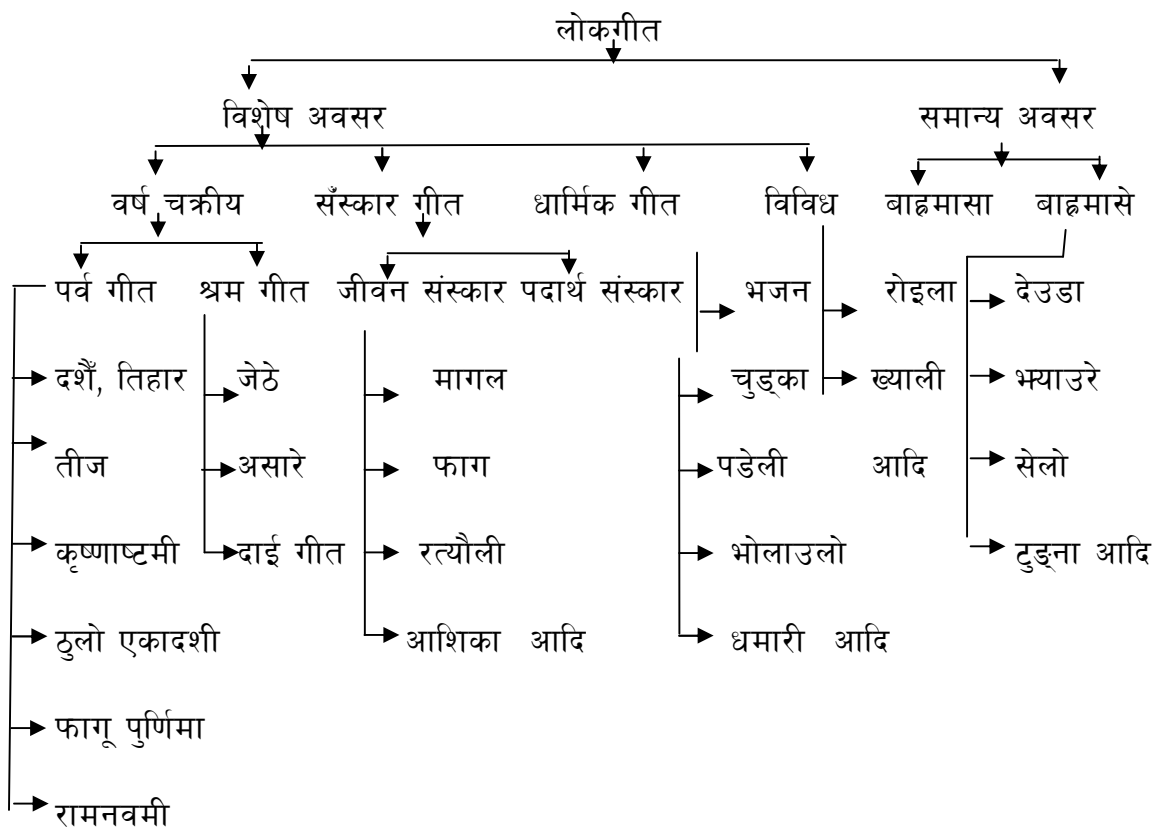 लोकगीत
विशेष अवसर समान्य अवसर
वर्ष चक्रीय सँस्कार गीत धार्मिक गीत विविध बाह्रमासा बाह्रमासे
पर्व गीत श्रम गीत जीवन संस्कार पदार्थ संस्कार भजन रोइला देउडा
दशैँ, तिहार जेठे मागल चुड्का ख्याली झ्याउरे
तीज असारे फाग पडेली आदि सेलो
कृष्णाष्टमी दाई गीत रत्यौली भोलाउलो टुङ्ना आदि
ठुलो एकादशी आशिका आदि धमारी आदि
फागू पुर्णिमा
रामनवमी